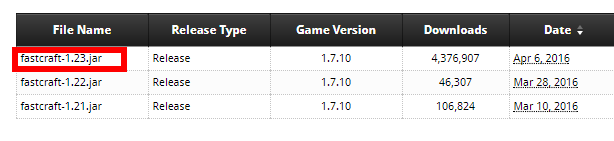 File Name Release Type Game Version Downloads Date
fastcraft-1.23.jar Release 1.7.10 4,376,907 Apr 6, 2016
fastcraft-1.22.jar Release 1.7.10 46,307 Mar 28, 2016
fastcraft-1.21.jar Release 1.7.10 106,824 Mar 10, 2016